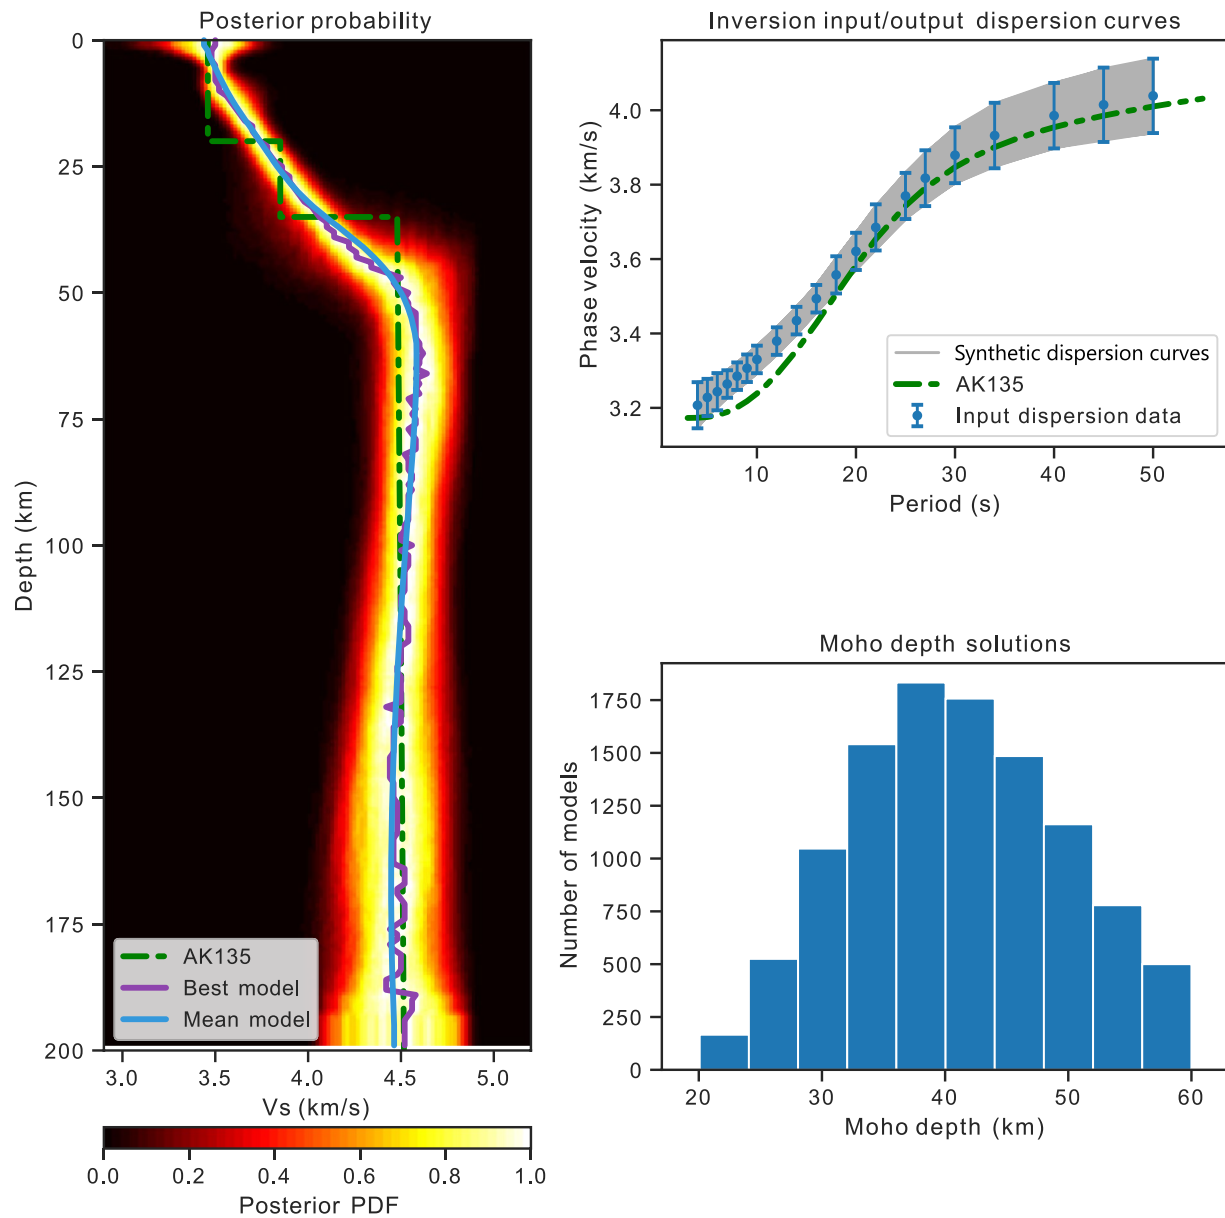 Posterior probability
0
25
50
75
100
125
150
175
200
Depth (km)
AK135
Best model
Mean model
3.0 3.5 4.0 4.5 5.0
Vs (km/s)
0.0 0.2 0.4 0.6 0.8 1.0
Posterior PDF
Inversion input/output dispersion curves
4.0
3.8
3.6
3.4
3.2
Phase velocity (km/s)
Synthetic dispersion curves
AK135
Input dispersion data
10 20 30 40 50
Period (s)
Moho depth solutions
1750
1500
1250
1000
750
500
250
0
Number of models
20 30 40 50 60
Moho depth (km)